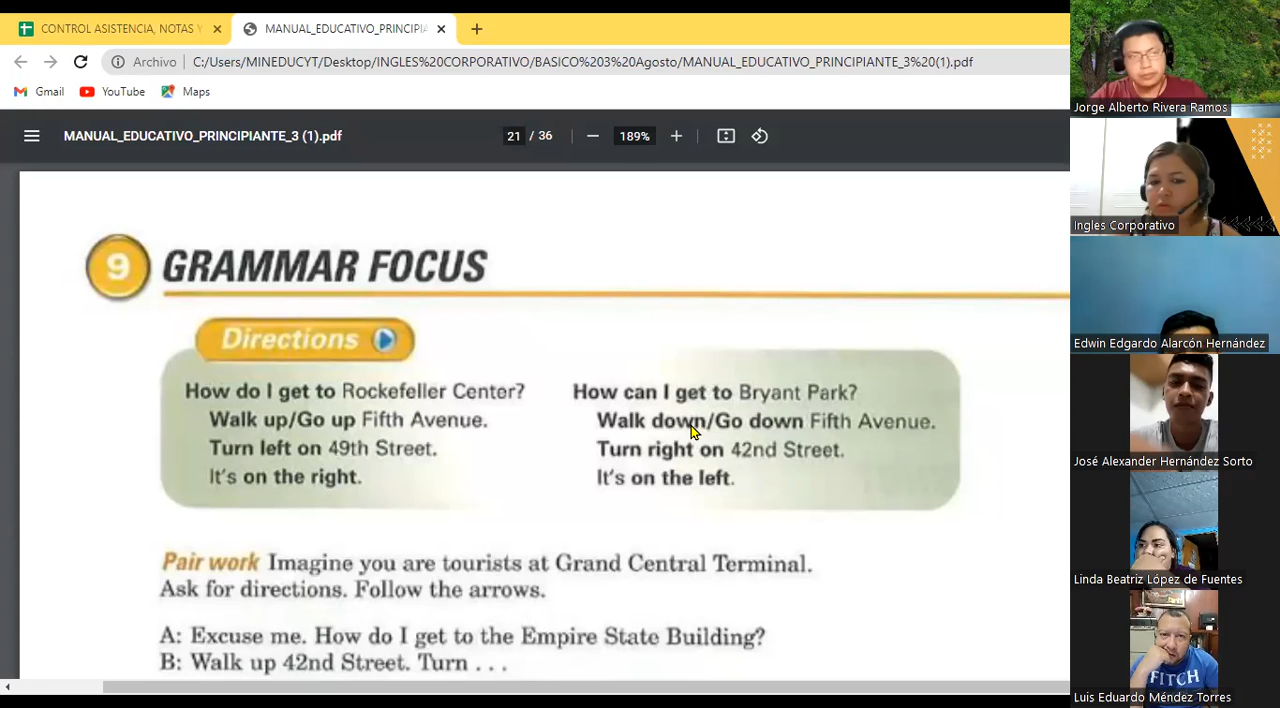 CONTROL ASISTENCIA, NOTAS Y
MANUAL_EDUCATIVO_PRINCIPIA
Archivo
C:/Users/MINEDUCYT/Desktop/INGLES%20CORPORATIVO/BASICO%203%20Agosto/MANUAL_EDUCATIVO_PRINCIPIANTE_3%20(1).pdf
Gmail YouTube Maps
MANUAL_EDUCATIVO_PRINCIPIANTE_3 (1).pdf
21 / 36
189%
9 GRAMMAR FOCUS
Directions
How do I get to Rockefeller Center?
Walk up/Go up Fifth Avenue.
Turn left on 49th Street.
It's on the right.
How can I get to Bryant Park?
Walk down/Go down Fifth Avenue.
Turn right on 42nd Street.
It's on the left.
Pair work Imagine you are tourists at Grand Central Terminal.
Ask for directions. Follow the arrows.
A: Excuse me. How do I get to the Empire State Building?
B: Walk up 42nd Street. Turn . . .
Jorge Alberto Rivera Ramos
Ingles Corporativo
Edwin Edgardo Alarcón Hernández
José Alexander Hernández Sorto
Linda Beatriz López de Fuentes
FITCH
Luis Eduardo Méndez Torres